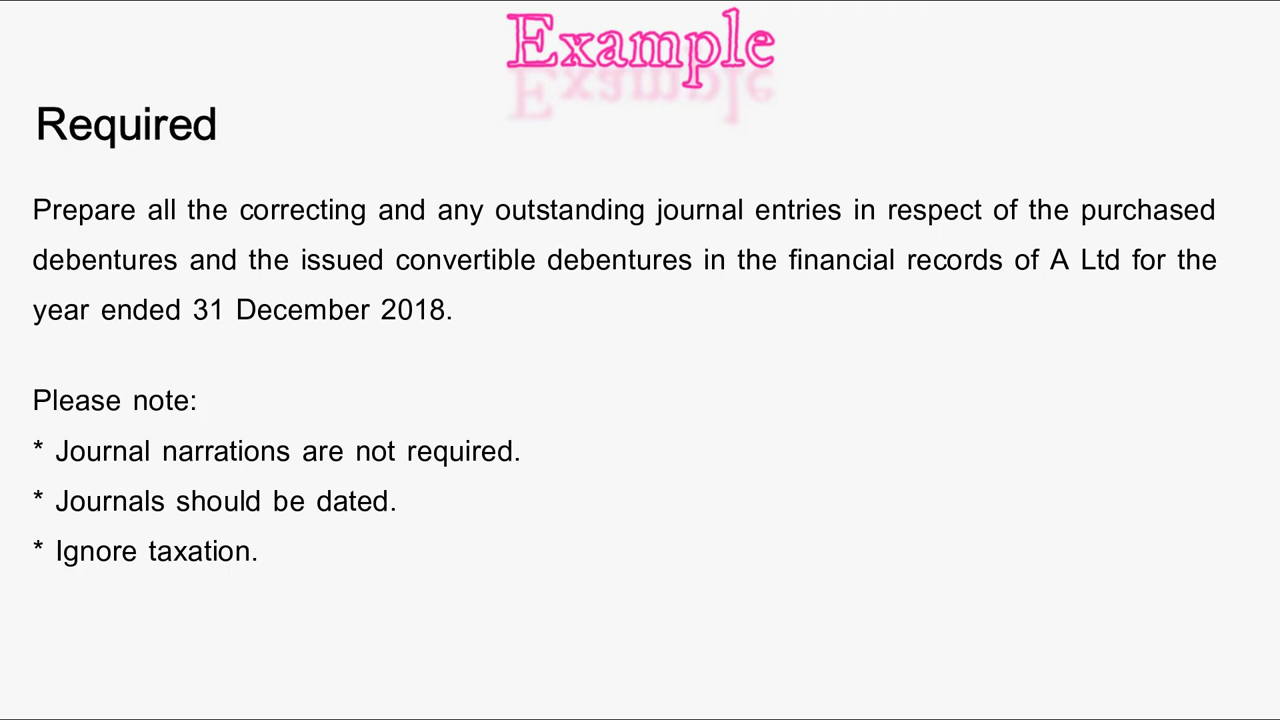 Example
Required
Prepare all the correcting and any outstanding journal entries in respect of the purchased
debentures and the issued convertible debentures in the financial records of A Ltd for the
year ended 31 December 2018.
Please note:
* Journal narrations are not required.
* Journals should be dated.
* Ignore taxation.